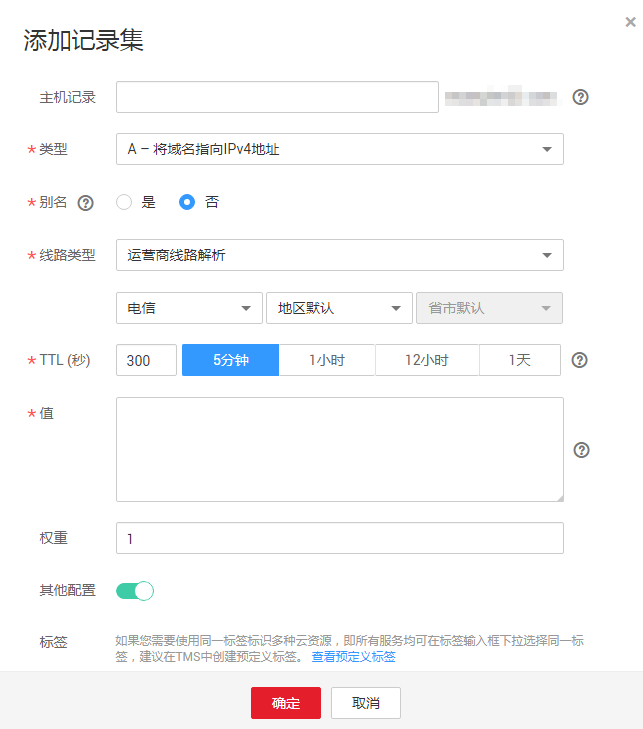 添加记录集
主机记录
* 类型 A – 将域名指向IPv4地址
* 别名 是 否
* 线路类型 运营商线路解析
电信 地区默认 省市默认
* TTL (秒) 300 5分钟 1小时 12小时 1天
* 值
权重 1
其他配置
标签 如果您需要使用同一标签标识多种云资源，即所有服务均可在标签输入框下拉选择同一标
签，建议在TMS中创建预定义标签。 查看预定义标签
确定 取消